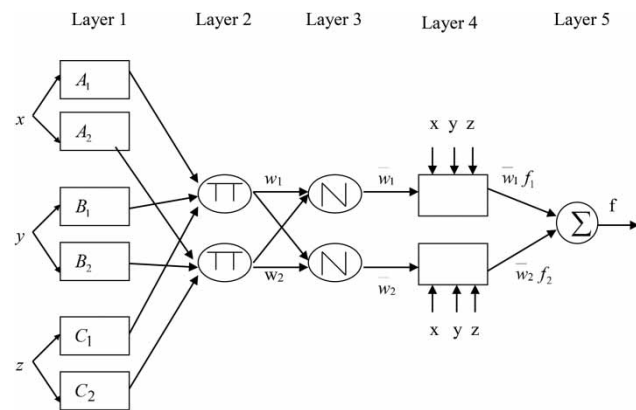 Layer 1 Layer 2 Layer 3 Layer 4 Layer 5
A₁
x
A₂
x y z
w₁ w̄₁ w̄₁ f₁
B₁ Π N
y Σ f
B₂ Π N
w₂ w̄₂ w̄₂ f₂
C₁
x y z
z
C₂